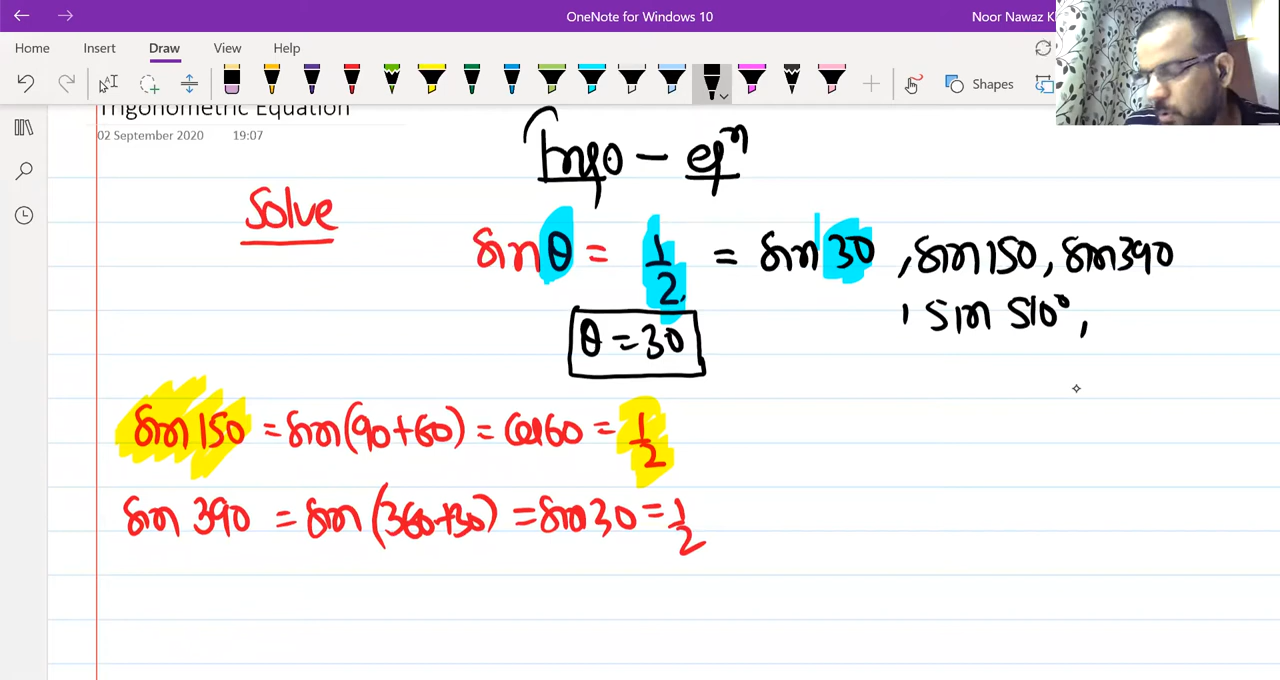 OneNote for Windows 10
Noor Nawaz K
Home Insert Draw View Help
Shapes
Trigonometric Equation
02 September 2020 19:07
Trigo - eqⁿ
Solve
sin θ = 1/2 = sin 30 , sin 150, sin 390
, sin 510°,
θ = 30
sin 150 = sin(90+60) = cos 60 = 1/2
sin 390 = sin (360+30) = sin 30 = 1/2